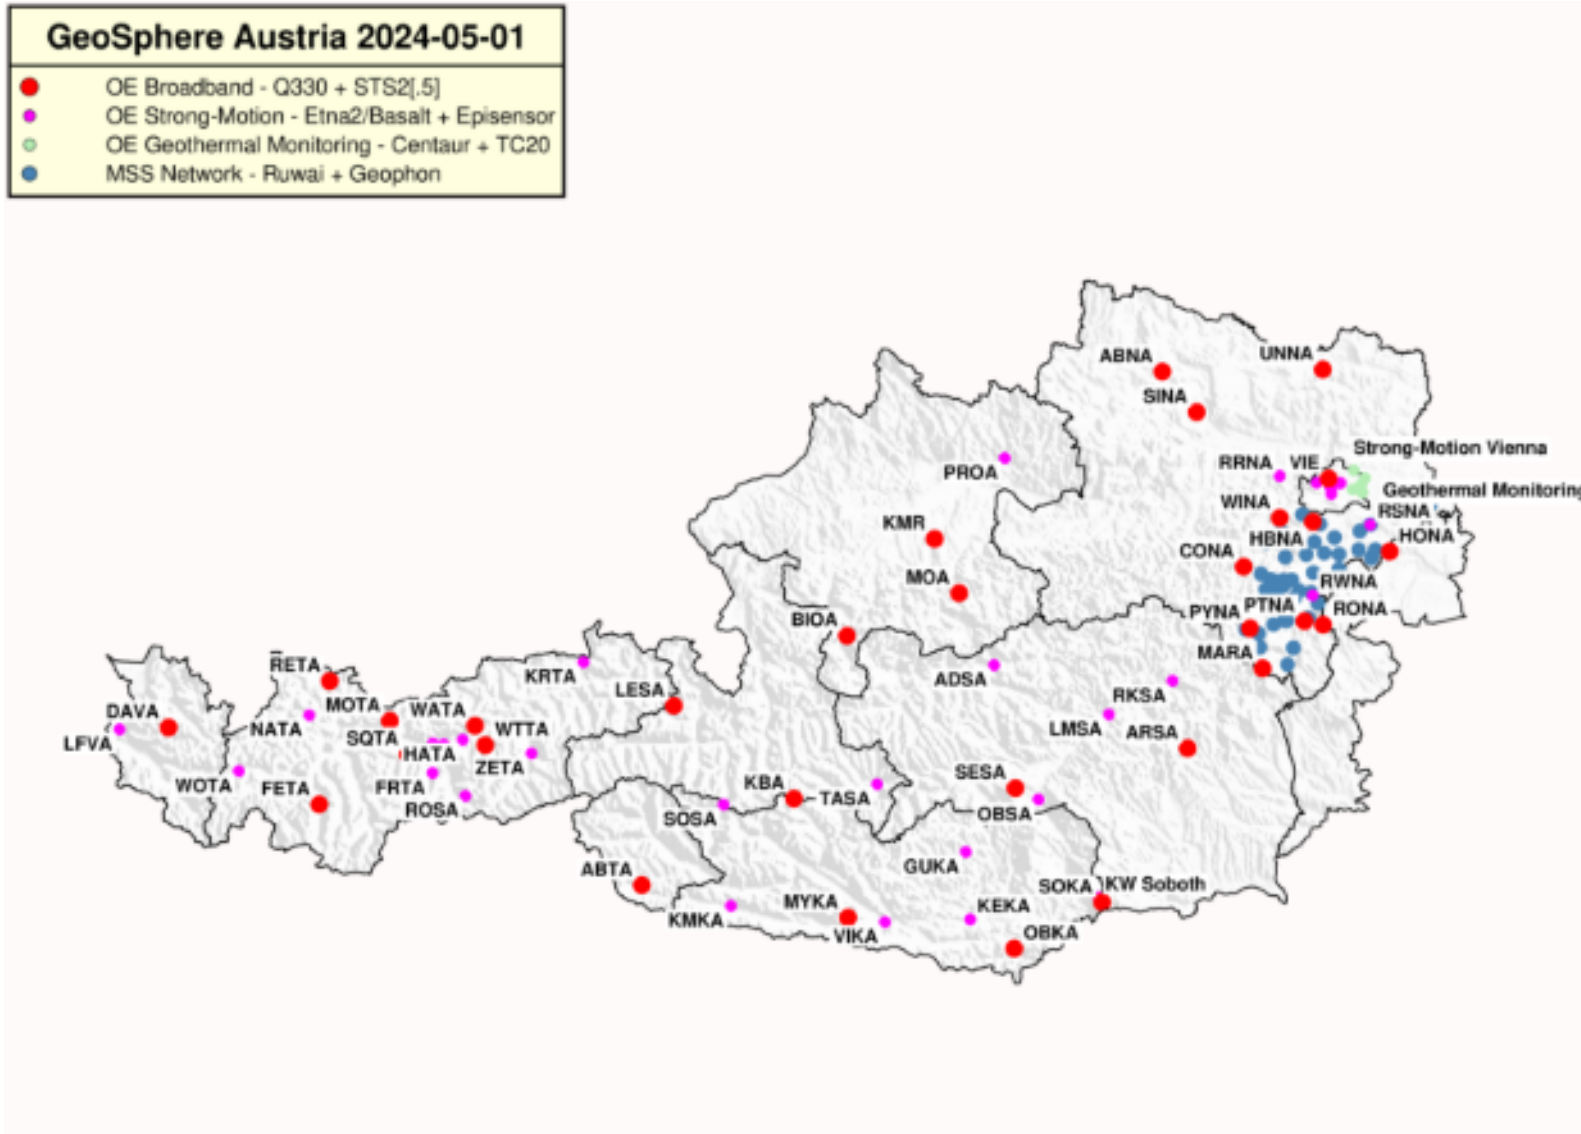 GeoSphere Austria 2024-05-01
OE Broadband - Q330 + STS2[.5]
OE Strong-Motion - Etna2/Basalt + Episensor
OE Geothermal Monitoring - Centaur + TC20
MSS Network - Ruwai + Geophon
ABNA
UNNA
SINA
Strong-Motion Vienna
RRNA
VIE
PROA
Geothermal Monitoring
WINA
RSNA
KMR
HBNA
HONA
CONA
MOA
RWNA
PYNA
PTNA
RONA
BIOA
MARA
RETA
KRTA
ADSA
LESA
RKSA
MOTA
DAVA
WATA
NATA
WTTA
LMSA
ARSA
LFVA
SQTA
HATA
ZETA
SESA
WOTA
FETA
FRTA
KBA
TASA
ROSA
SOSA
OBSA
GUKA
ABTA
SOKA
KW Soboth
MYKA
KEKA
KMKA
VIKA
OBKA